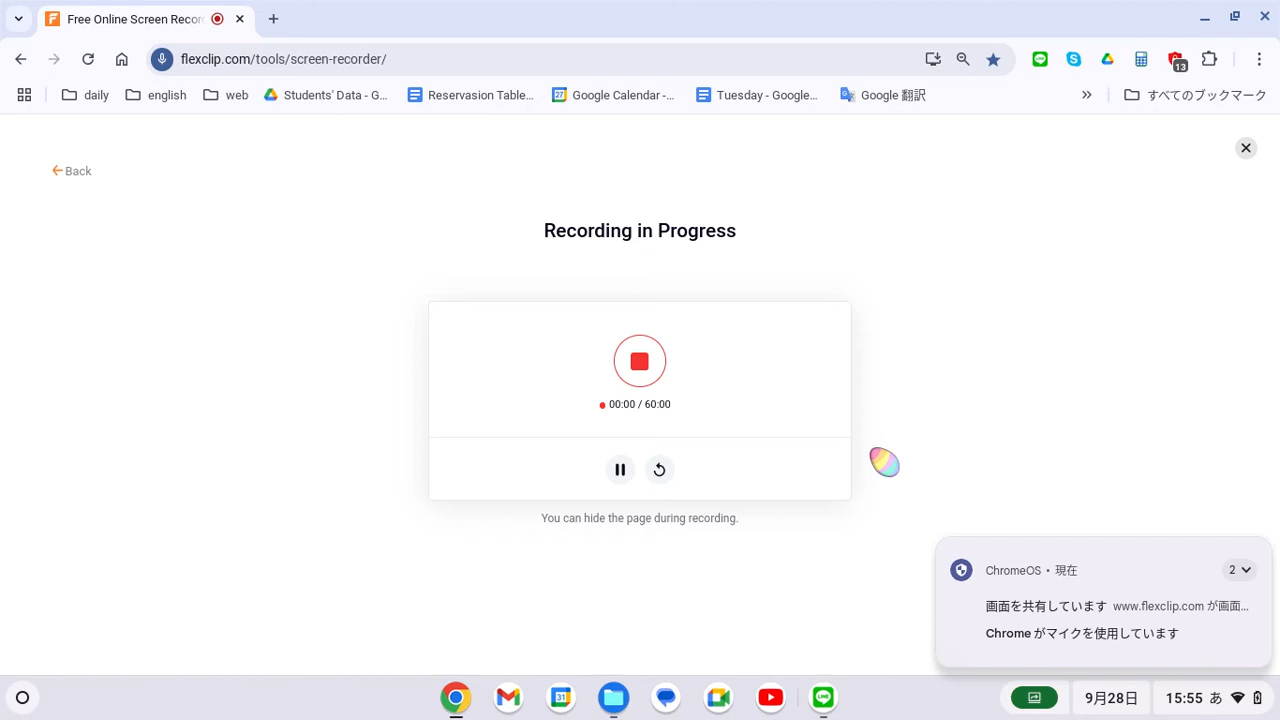 Free Online Screen Recor
flexclip.com/tools/screen-recorder/
13
daily
english
web
Students' Data - G...
Reservasion Table...
27
Google Calendar -...
Tuesday - Google...
Google 翻訳
すべてのブックマーク
Back
Recording in Progress
00:00 / 60:00
You can hide the page during recording.
ChromeOS • 現在
2
画面を共有しています www.flexclip.com が画面...
Chrome がマイクを使用しています
31
9月28日
15:55 あ